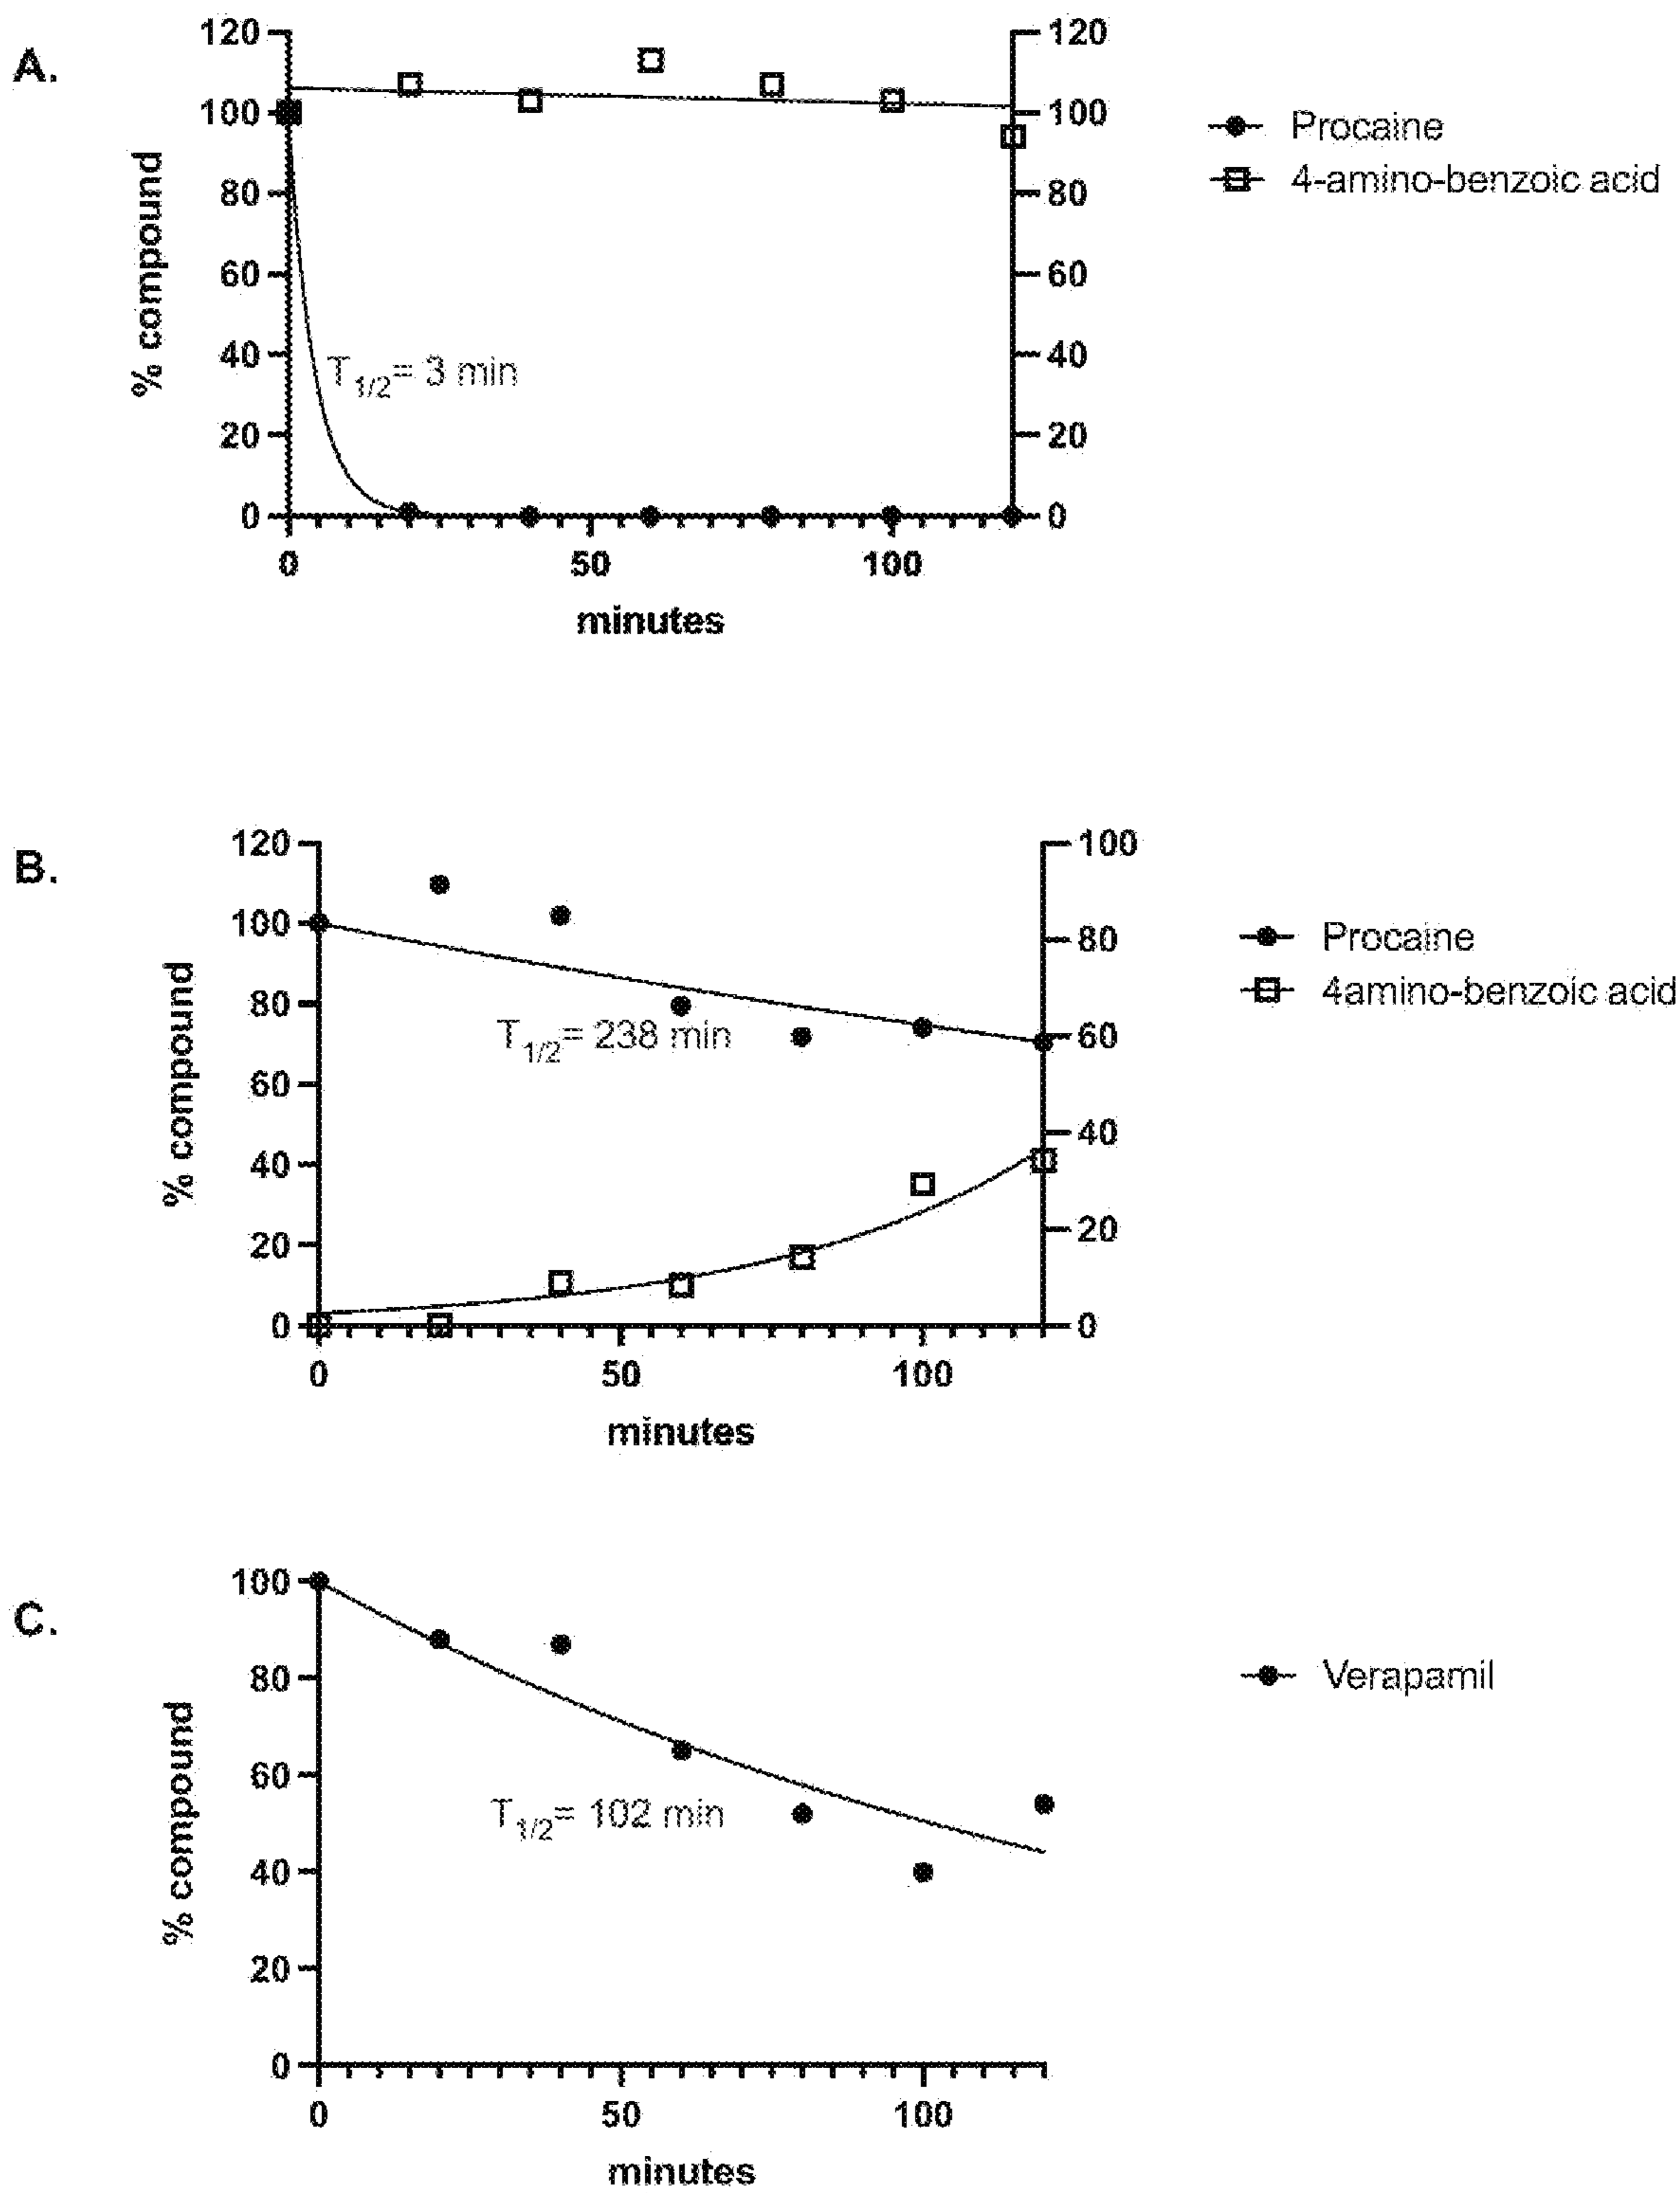 A.
120
100
80
60
40
20
0
% compound
T1/2= 3 min
120
100
80
60
40
20
0
0 50 100
minutes
Procaine
4-amino-benzoic acid
B.
120
100
80
60
40
20
0
% compound
T1/2= 238 min
100
80
60
40
20
0
0 50 100
minutes
Procaine
4amino-benzoic acid
C.
100
80
60
40
20
0
% compound
T1/2= 102 min
0 50 100
minutes
Verapamil